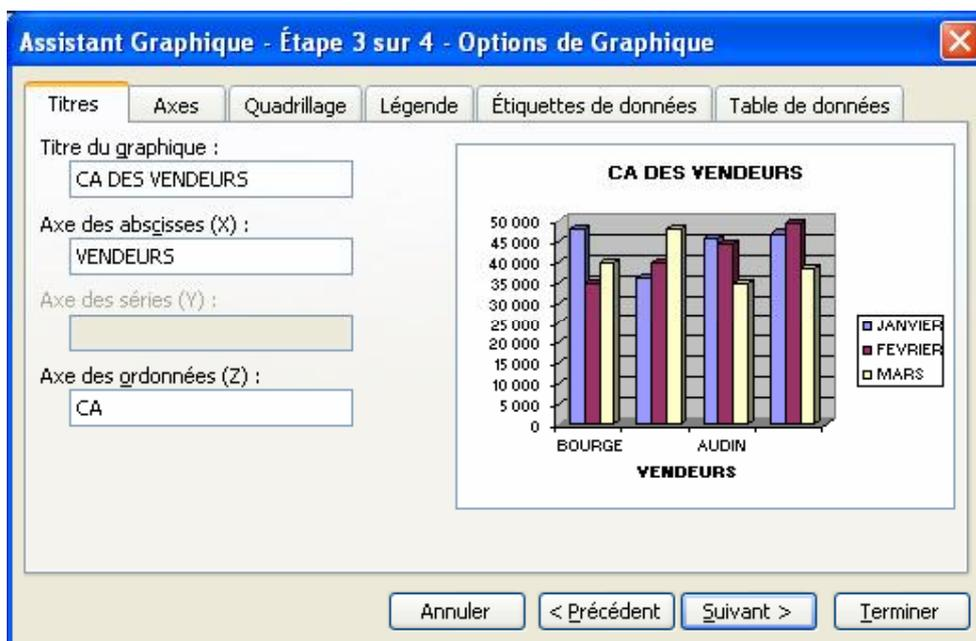 Assistant Graphique - Étape 3 sur 4 - Options de Graphique
Titres Axes Quadrillage Légende Étiquettes de données Table de données
Titre du graphique :
CA DES VENDEURS
Axe des abscisses (X) :
VENDEURS
Axe des séries (Y) :
Axe des ordonnées (Z) :
CA
CA DES VENDEURS
50 000
45 000
40 000
35 000
30 000
25 000
20 000
15 000
10 000
5 000
0
BOURGE AUDIN
VENDEURS
JANVIER
FEVRIER
MARS
Annuler < Précédent Suivant > Terminer